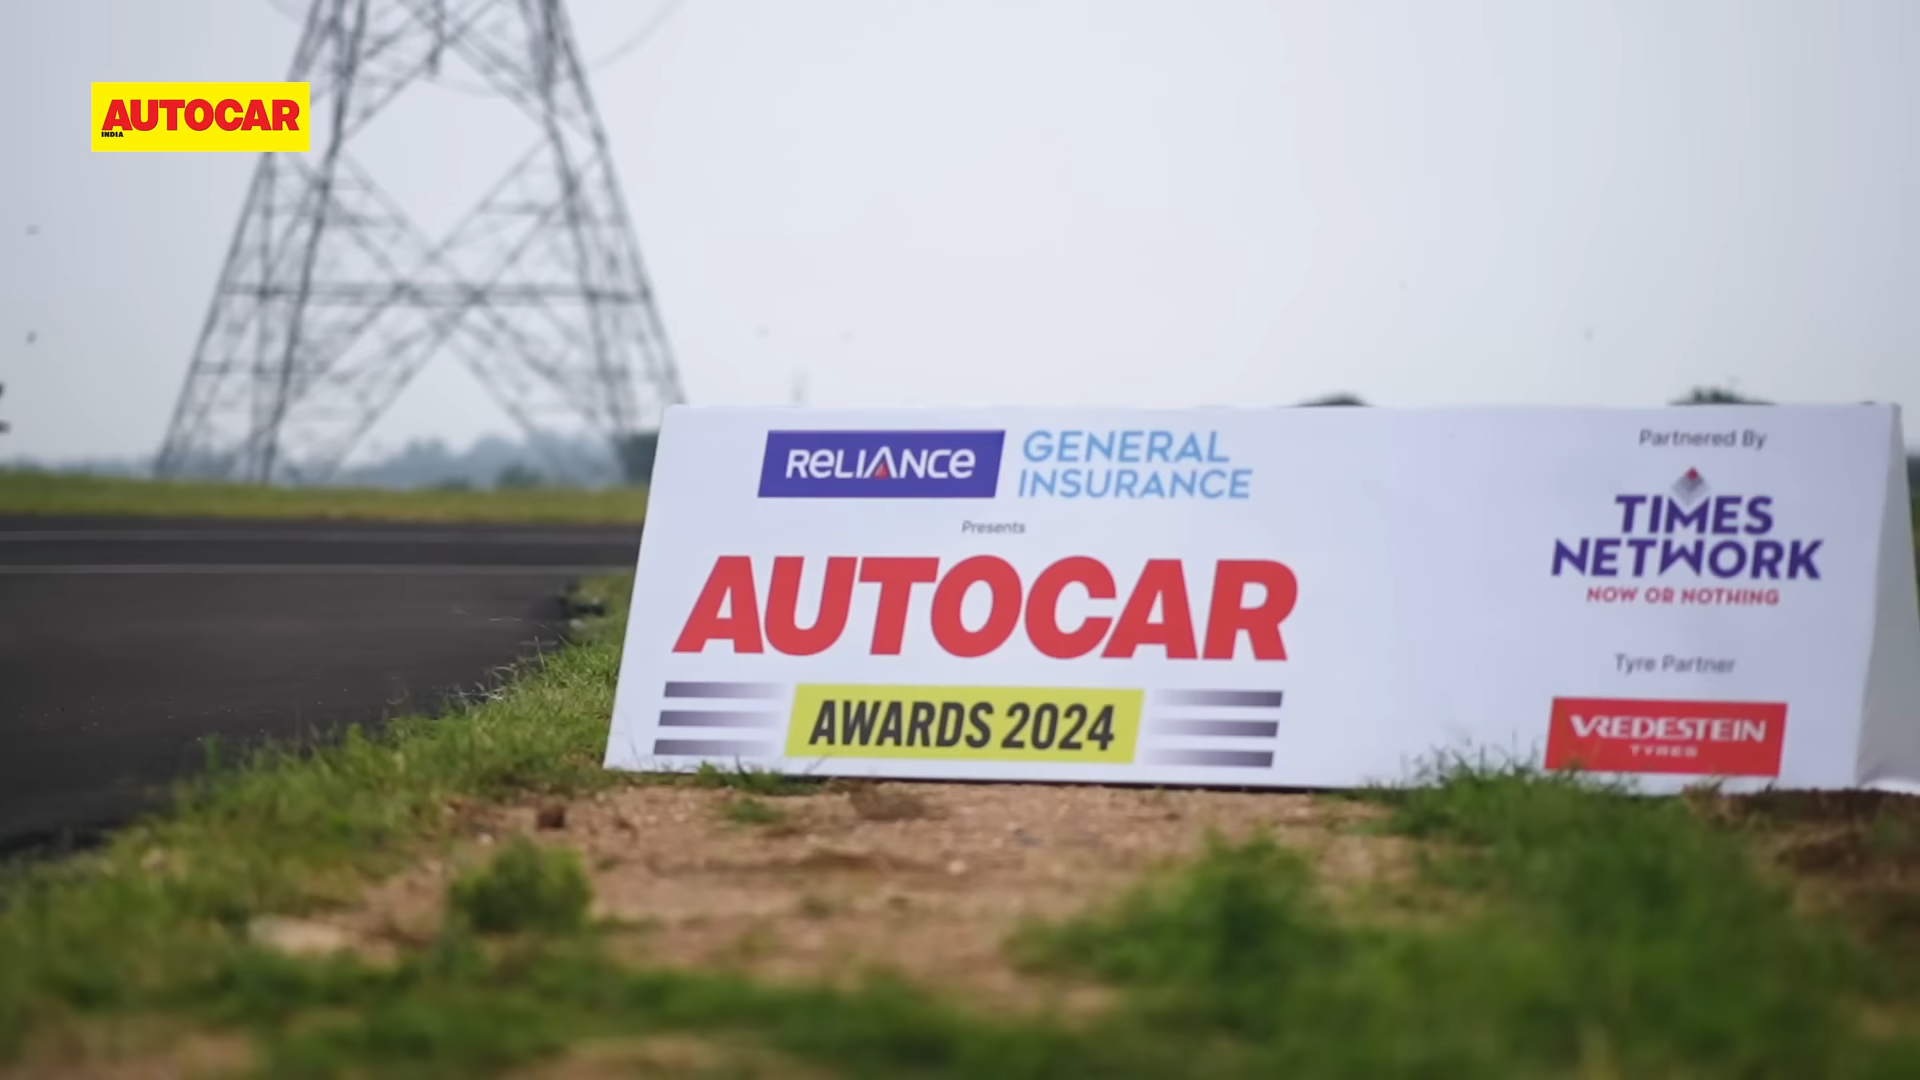 AUTOCAR
INDIA
RELIANCE
GENERAL
INSURANCE
Presents
AUTOCAR
AWARDS 2024
Partnered By
TIMES
NETWORK
NOW OR NOTHING
Tyre Partner
VREDESTEIN
TYRES